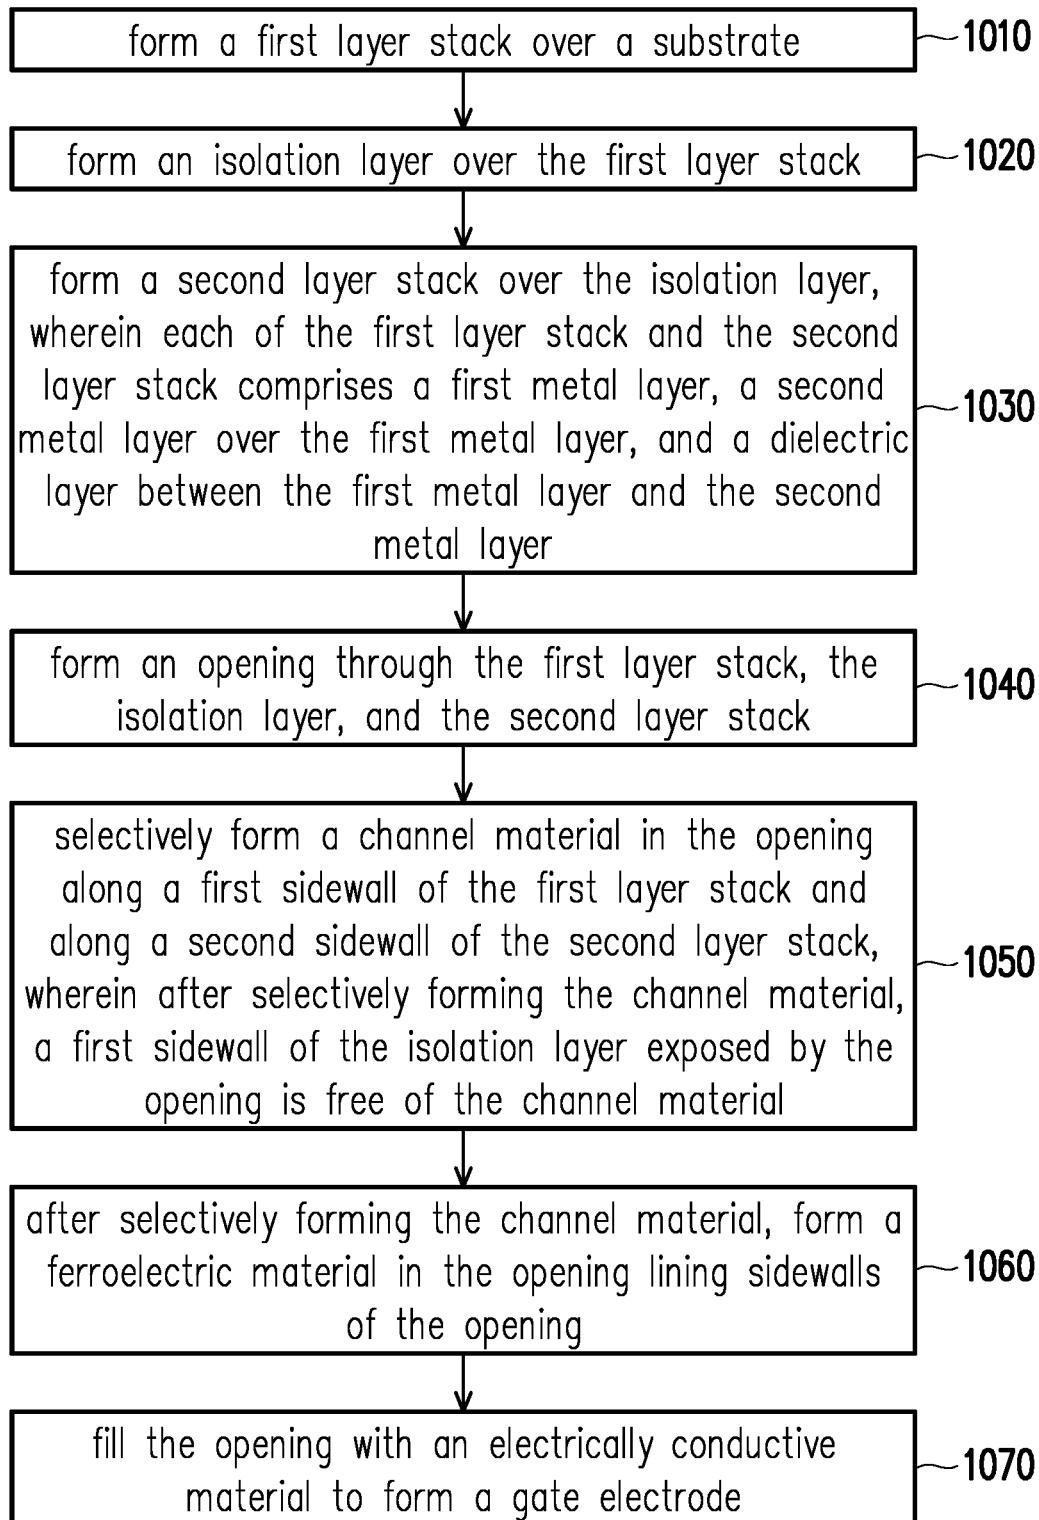 form a first layer stack over a substrate
1010
form an isolation layer over the first layer stack
1020
form a second layer stack over the isolation layer,
wherein each of the first layer stack and the second
layer stack comprises a first metal layer, a second
metal layer over the first metal layer, and a dielectric
layer between the first metal layer and the second
metal layer
1030
form an opening through the first layer stack, the
isolation layer, and the second layer stack
1040
selectively form a channel material in the opening
along a first sidewall of the first layer stack and
along a second sidewall of the second layer stack,
wherein after selectively forming the channel material,
a first sidewall of the isolation layer exposed by the
opening is free of the channel material
1050
after selectively forming the channel material, form a
ferroelectric material in the opening lining sidewalls
of the opening
1060
fill the opening with an electrically conductive
material to form a gate electrode
1070